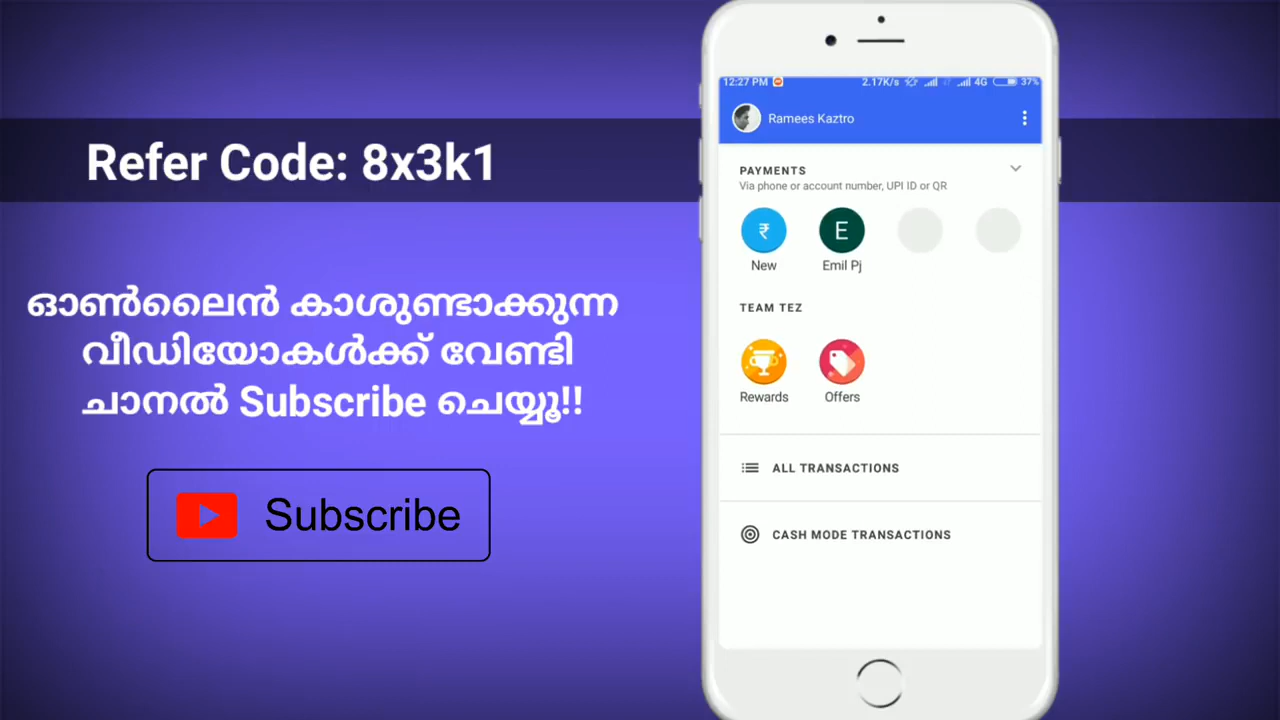 Refer Code: 8x3k1
ഓൺലൈൻ കാശുണ്ടാക്കുന്ന
വീഡിയോകൾക്ക് വേണ്ടി
ചാനൽ Subscribe ചെയ്യൂ!!
Subscribe
12:27 PM 2.17K/s 4G 37%
Ramees Kaztro
PAYMENTS
Via phone or account number, UPI ID or QR
₹ E
New Emil Pj
TEAM TEZ
Rewards Offers
ALL TRANSACTIONS
CASH MODE TRANSACTIONS